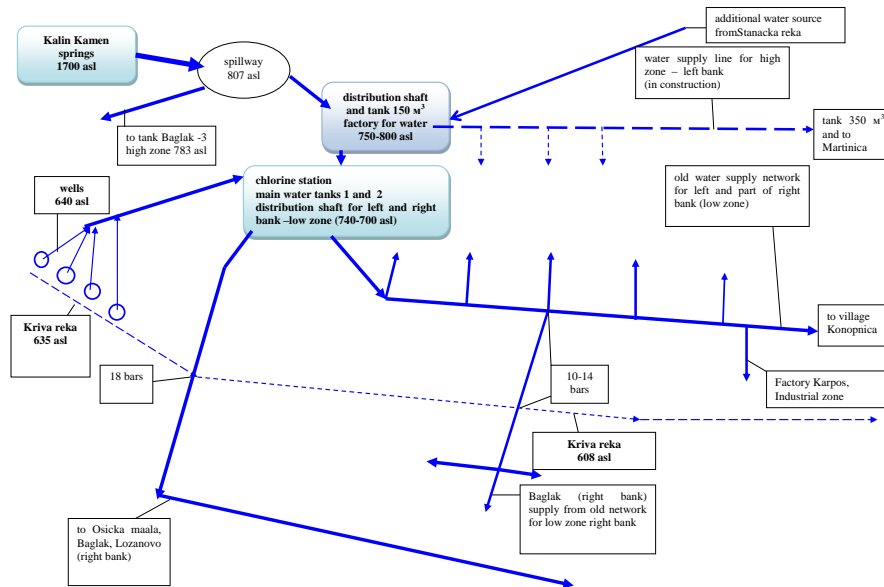 Kalin Kamen
springs
1700 asl
spillway
807 asl
additional water source
fromStanacka reka
water supply line for high
zone – left bank
(in construction)
distribution shaft
and tank 150 м³
factory for water
750-800 asl
to tank Baglak -3
high zone 783 asl
tank 350 м³
and to
Martinica
chlorine station
main water tanks 1 and 2
distribution shaft for left and right
bank –low zone (740-700 asl)
old water supply network
for left and part of right
bank (low zone)
wells
640 asl
Kriva reka
635 asl
to village
Konopnica
18 bars
10-14
bars
Factory Karpos,
Industrial zone
Kriva reka
608 asl
Baglak (right bank)
supply from old network
for low zone right bank
to Osicka maala,
Baglak, Lozanovo
(right bank)